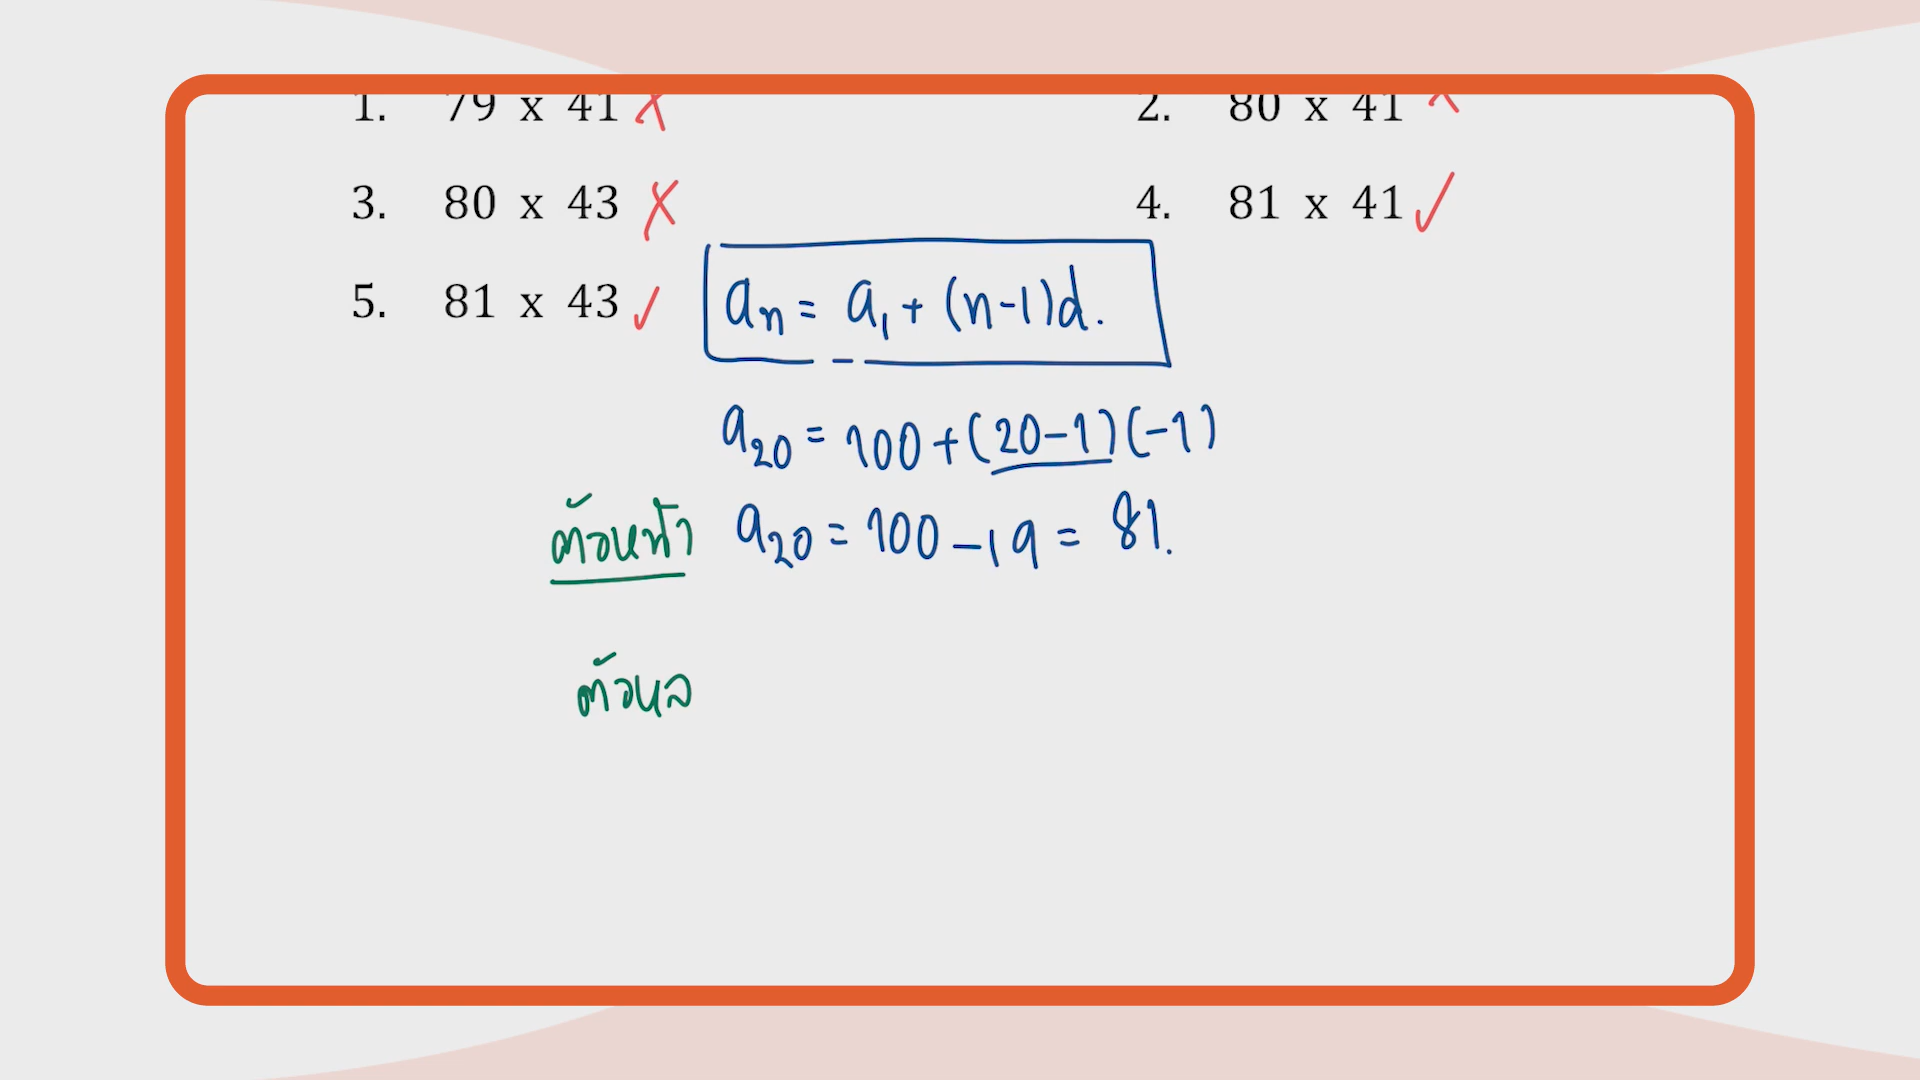 1. 79 x 41 ✗ 2. 80 x 41 ✗
3. 80 x 43 ✗ 4. 81 x 41 ✓
5. 81 x 43 ✓
aₙ = a₁ + (n-1)d.
a₂₀ = 100 + (20-1)(-1)
ตัวหน้า a₂₀ = 100 - 19 = 81.
ตัวหล